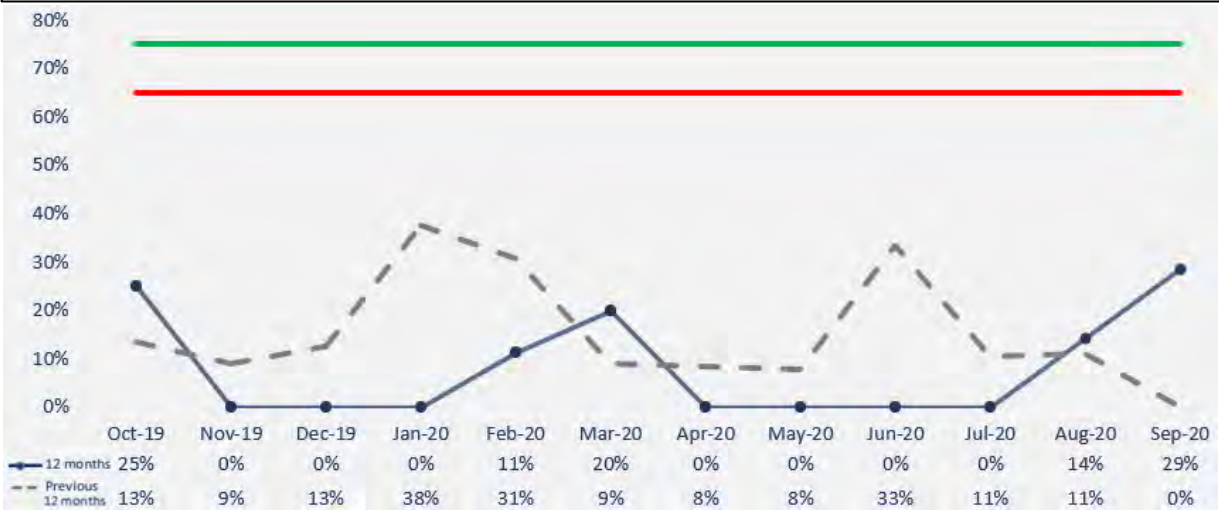 80%
70%
60%
50%
40%
30%
20%
10%
0%
Oct-19 Nov-19 Dec-19 Jan-20 Feb-20 Mar-20 Apr-20 May-20 Jun-20 Jul-20 Aug-20 Sep-20
12 months 25% 0% 0% 0% 11% 20% 0% 0% 0% 0% 14% 29%
Previous
12 months 13% 9% 13% 38% 31% 9% 8% 8% 33% 11% 11% 0%